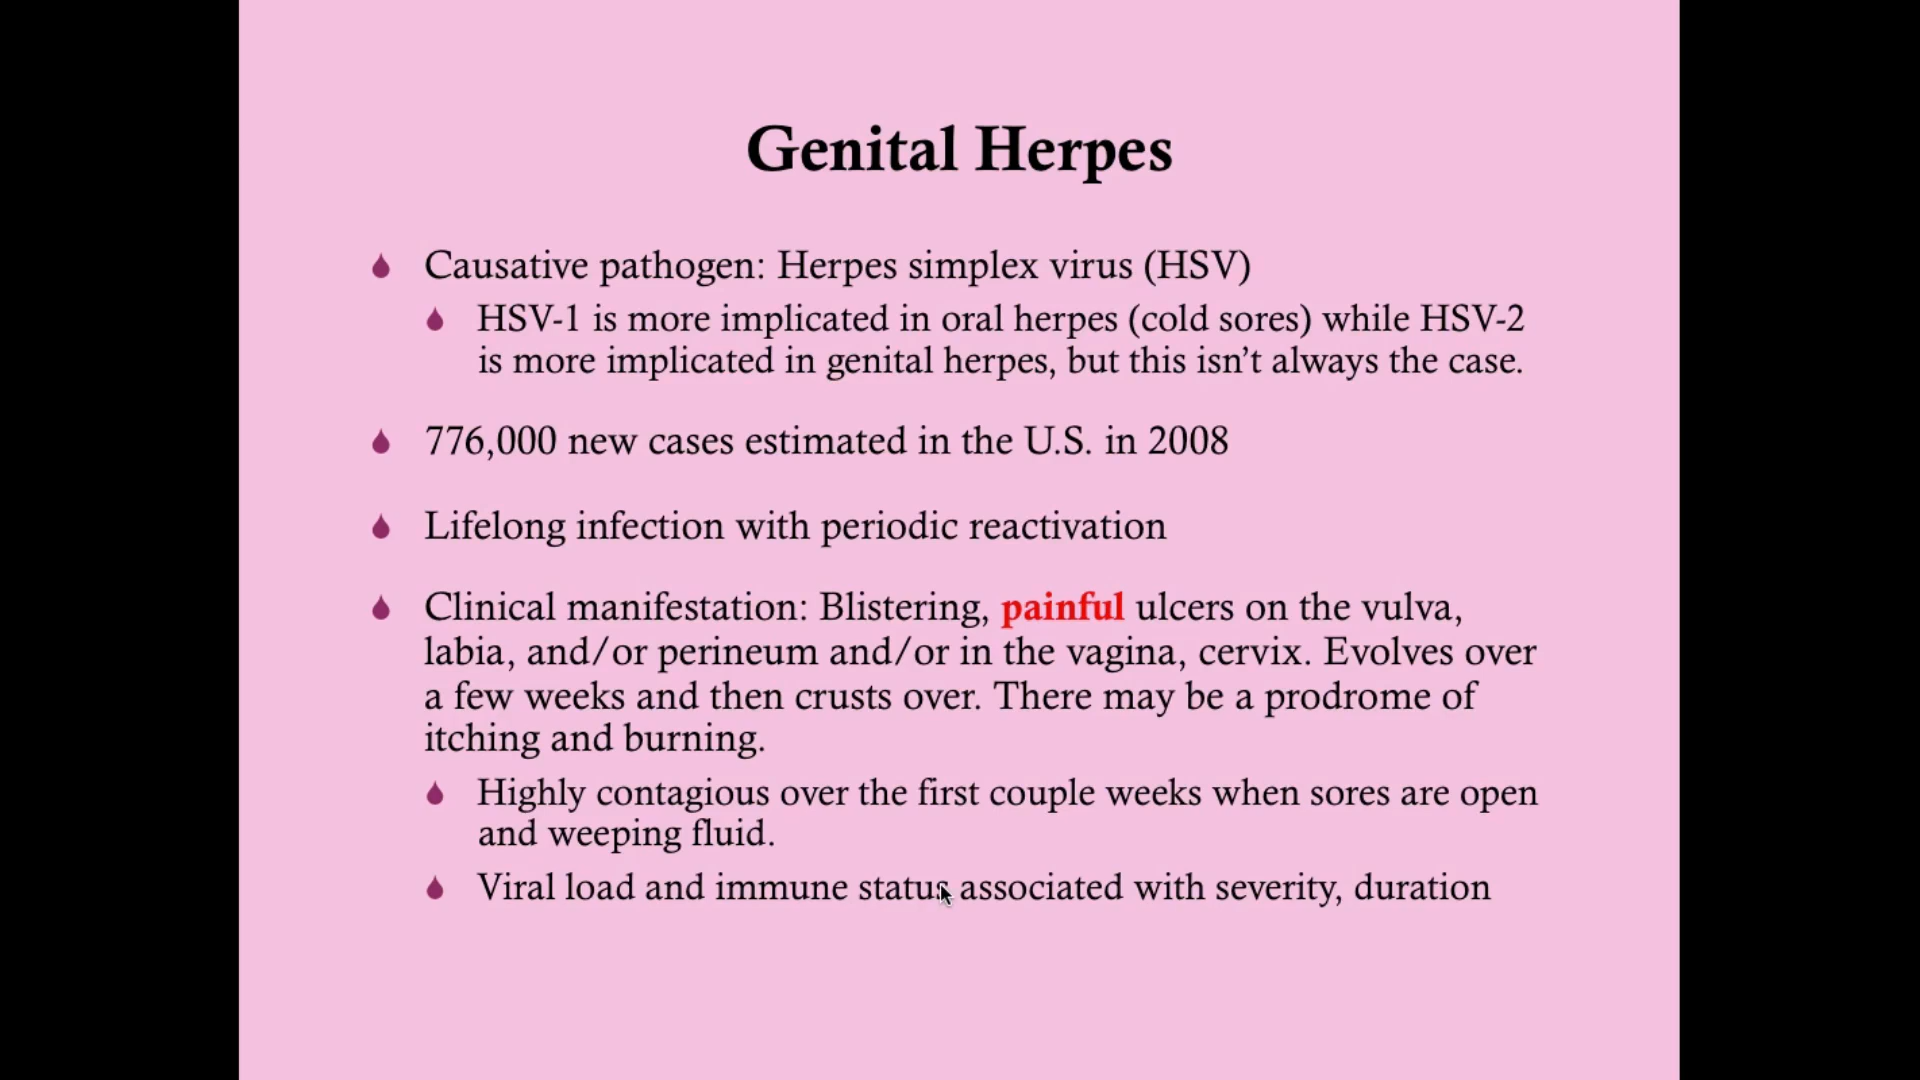 Genital Herpes
Causative pathogen: Herpes simplex virus (HSV)
HSV-1 is more implicated in oral herpes (cold sores) while HSV-2
is more implicated in genital herpes, but this isn’t always the case.
776,000 new cases estimated in the U.S. in 2008
Lifelong infection with periodic reactivation
Clinical manifestation: Blistering, painful ulcers on the vulva,
labia, and/or perineum and/or in the vagina, cervix. Evolves over
a few weeks and then crusts over. There may be a prodrome of
itching and burning.
Highly contagious over the first couple weeks when sores are open
and weeping fluid.
Viral load and immune status associated with severity, duration